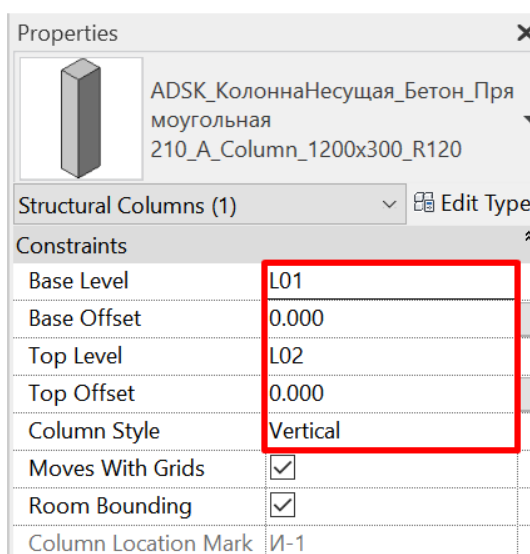 Properties
ADSK_КолоннаНесущая_Бетон_Пря
моугольная
210_A_Column_1200x300_R120
Structural Columns (1)
Edit Type
Constraints
Base Level L01
Base Offset 0.000
Top Level L02
Top Offset 0.000
Column Style Vertical
Moves With Grids
Room Bounding
Column Location Mark И-1